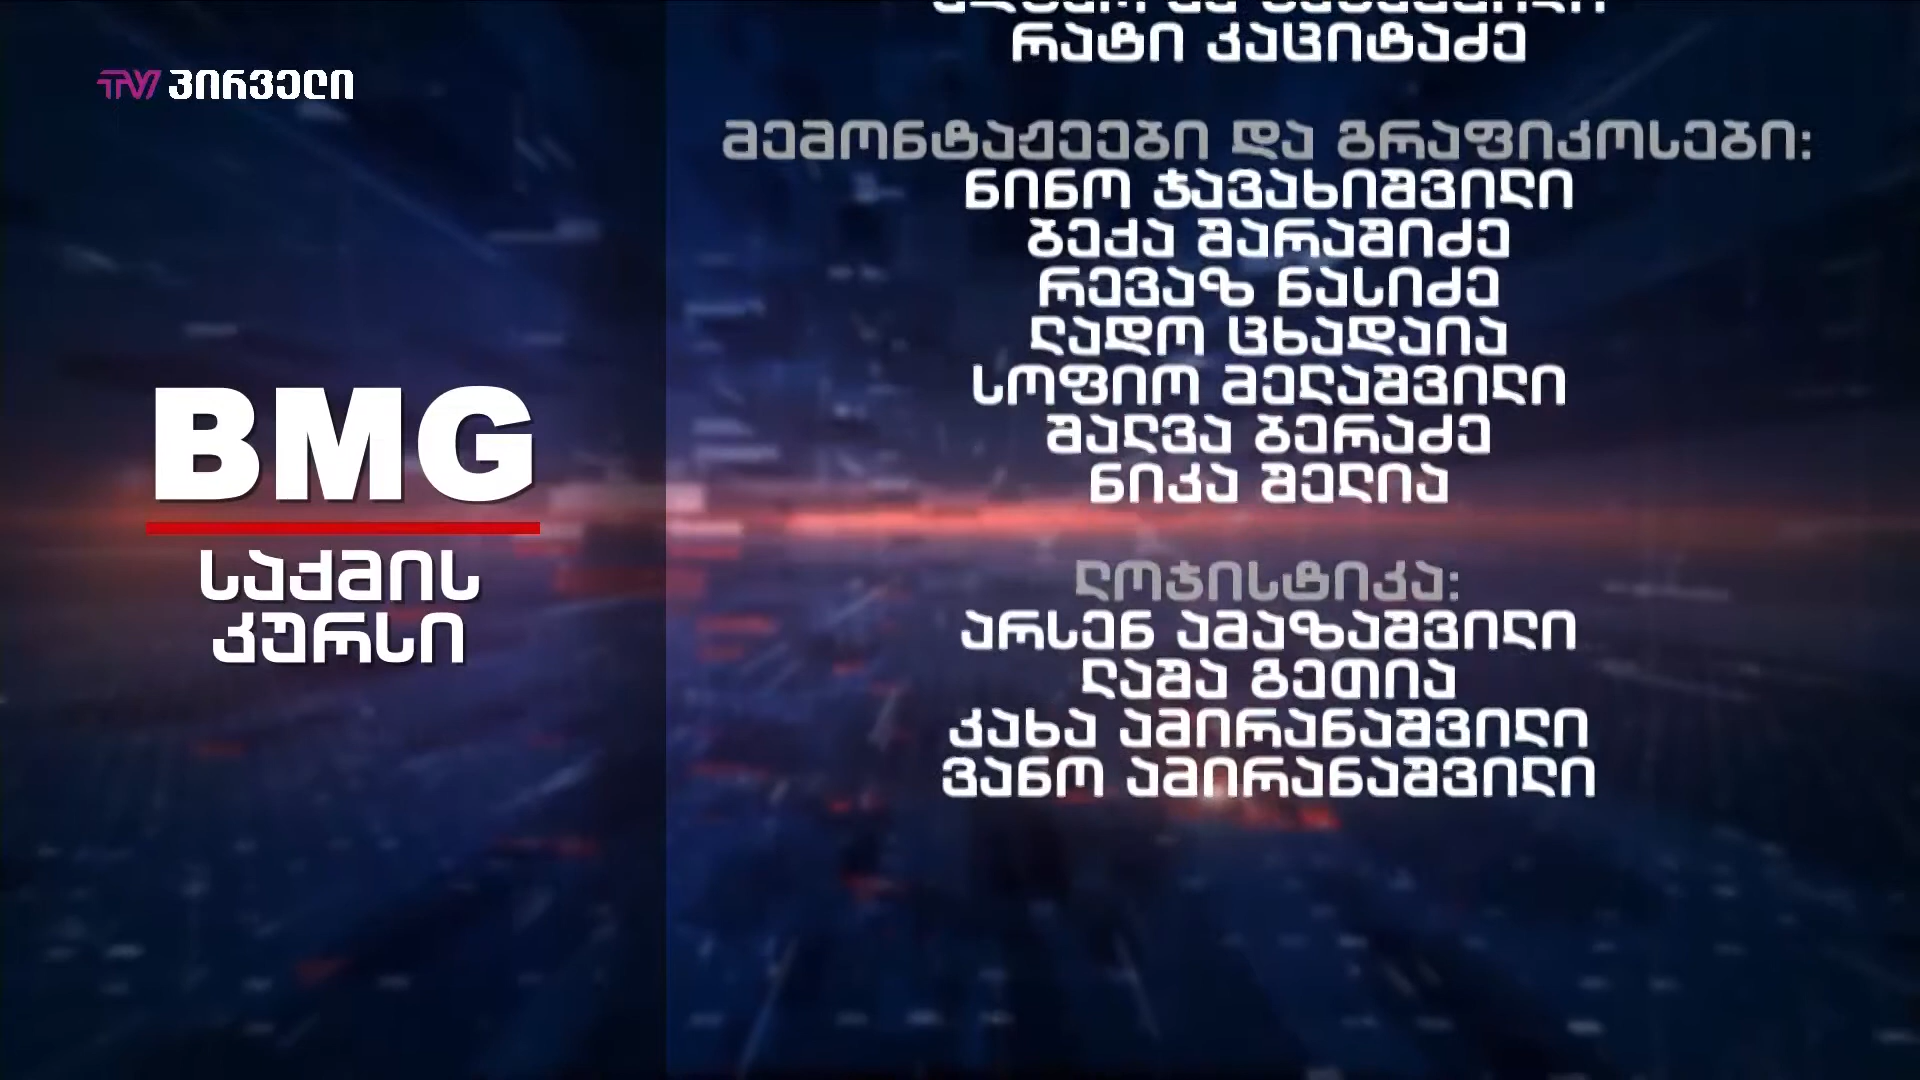 TV ᲞᲘᲠᲕᲔᲚᲘ
BMG
ᲡᲐᲥᲛᲘᲡ
ᲙᲣᲠᲡᲘ
ᲠᲐᲢᲘ ᲙᲐᲪᲘᲢᲐᲫᲔ
ᲛᲔᲛᲝᲜᲢᲐᲟᲔᲔᲑᲘ ᲓᲐ ᲒᲠᲐᲤᲘᲙᲝᲡᲔᲑᲘ:
ᲜᲘᲜᲝ ᲯᲐᲕᲐᲮᲘᲨᲕᲘᲚᲘ
ᲑᲔᲥᲐ ᲨᲐᲠᲐᲨᲘᲫᲔ
ᲠᲔᲕᲐᲖ ᲜᲐᲡᲘᲫᲔ
ᲚᲐᲓᲝ ᲪᲮᲐᲓᲐᲘᲐ
ᲡᲝᲤᲘᲝ ᲛᲔᲚᲐᲨᲕᲘᲚᲘ
ᲨᲐᲚᲕᲐ ᲑᲔᲠᲐᲫᲔ
ᲜᲘᲙᲐ ᲨᲔᲚᲘᲐ
ᲚᲝᲯᲘᲡᲢᲘᲙᲐ:
ᲐᲠᲡᲔᲜ ᲐᲛᲐᲖᲐᲨᲕᲘᲚᲘ
ᲚᲐᲨᲐ ᲒᲔᲗᲘᲐ
ᲙᲐᲮᲐ ᲐᲛᲘᲠᲐᲜᲐᲨᲕᲘᲚᲘ
ᲕᲐᲜᲝ ᲐᲛᲘᲠᲐᲜᲐᲨᲕᲘᲚᲘ